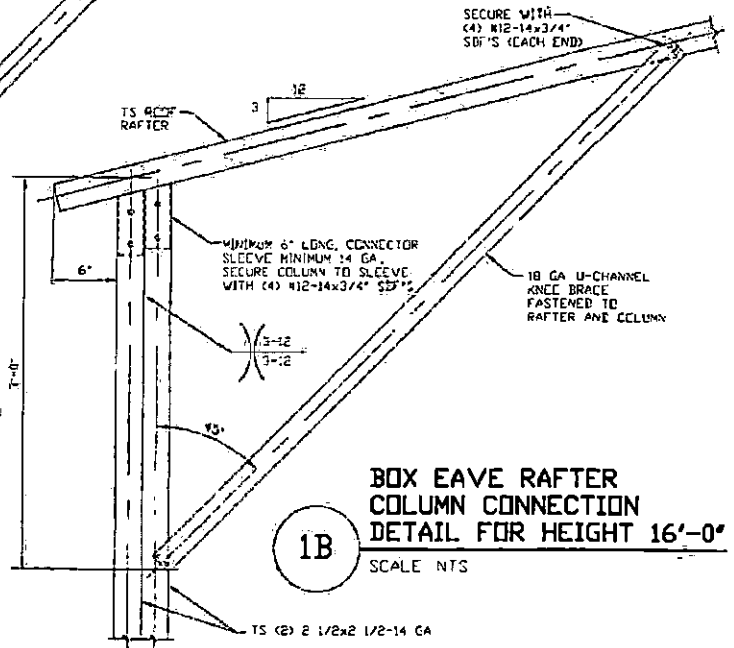 SECURE WITH
(4) #12-14x3/4"
SDF'S (EACH END)
12
3
TS ROOF
RAFTER
6"
MINIMUM 6" LONG, CONNECTOR
SLEEVE MINIMUM 14 GA.
SECURE COLUMN TO SLEEVE
WITH (4) #12-14x3/4" SDF'S
18 GA U-CHANNEL
KNEE BRACE
FASTENED TO
RAFTER AND COLUMN
3-12
3-12
45°
BOX EAVE RAFTER
COLUMN CONNECTION
DETAIL FOR HEIGHT 16'-0"
1B
SCALE NTS
TS (2) 2 1/2x2 1/2-14 GA